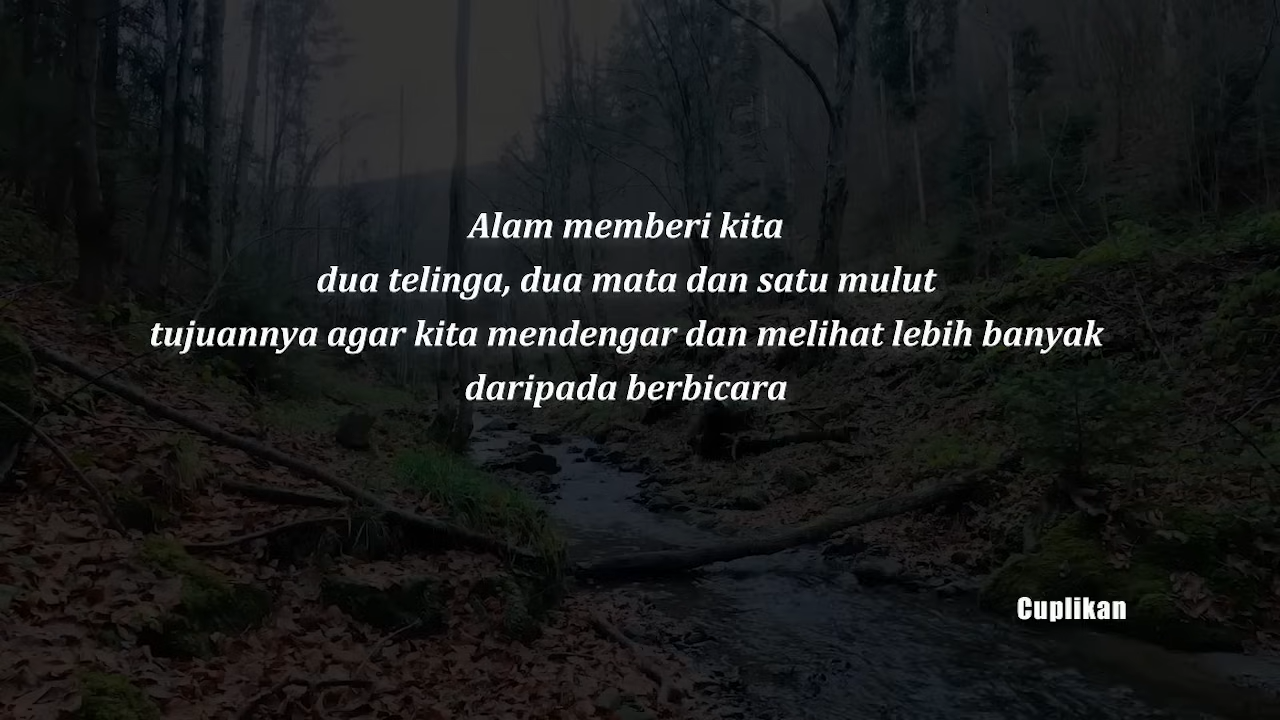 Alam memberi kita
dua telinga, dua mata dan satu mulut
tujuannya agar kita mendengar dan melihat lebih banyak
daripada berbicara
Cuplikan